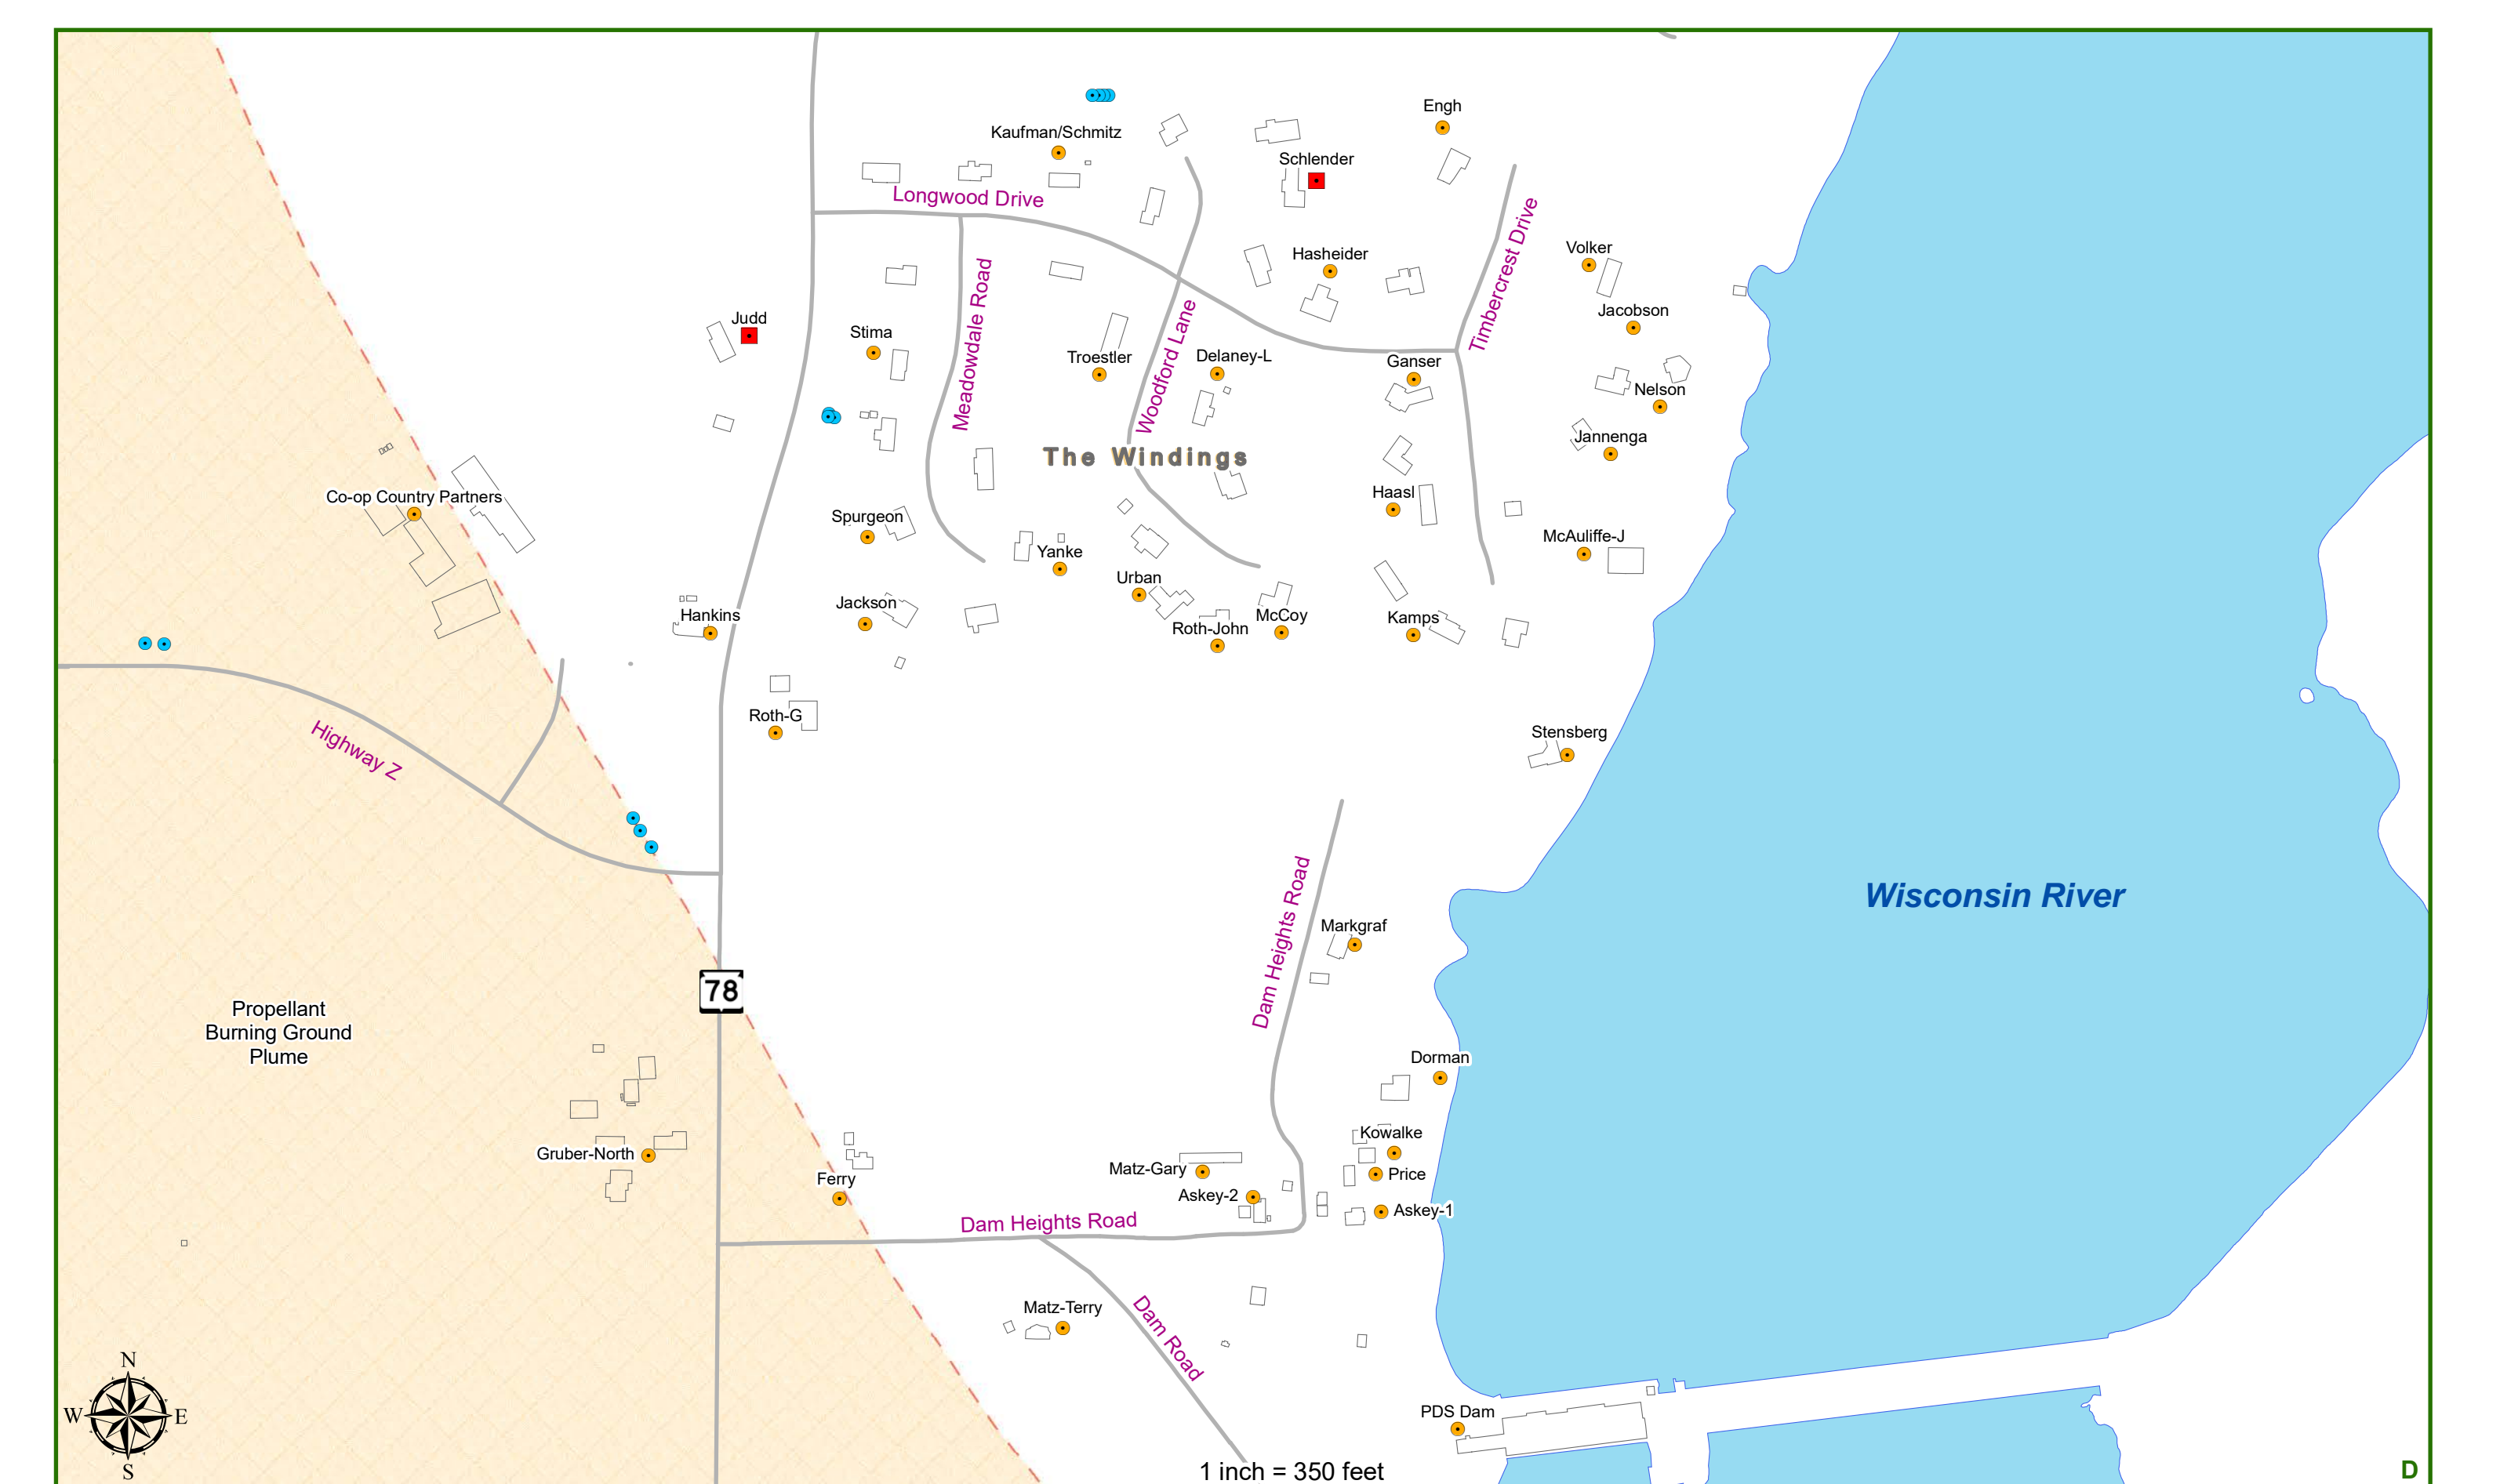 Engh
Kaufman/Schmitz
Schlender
Longwood Drive
Timbercrest Drive
Volker
Hasheider
Meadowdale Road
Woodford Lane
Jacobson
Judd
Stima
Troestler
Delaney-L
Ganser
Nelson
Jannenga
The Windings
Co-op Country Partners
Haasl
Spurgeon
McAuliffe-J
Yanke
Urban
Jackson
Hankins
McCoy
Kamps
Roth-John
Roth-G
Stensberg
Highway Z
Wisconsin River
Dam Heights Road
Markgraf
78
Propellant
Burning Ground
Plume
Dorman
Kowalke
Gruber-North
Matz-Gary
Price
Ferry
Askey-2
Askey-1
Dam Heights Road
Matz-Terry
Dam Road
N
W
E
S
PDS Dam
1 inch = 350 feet
D